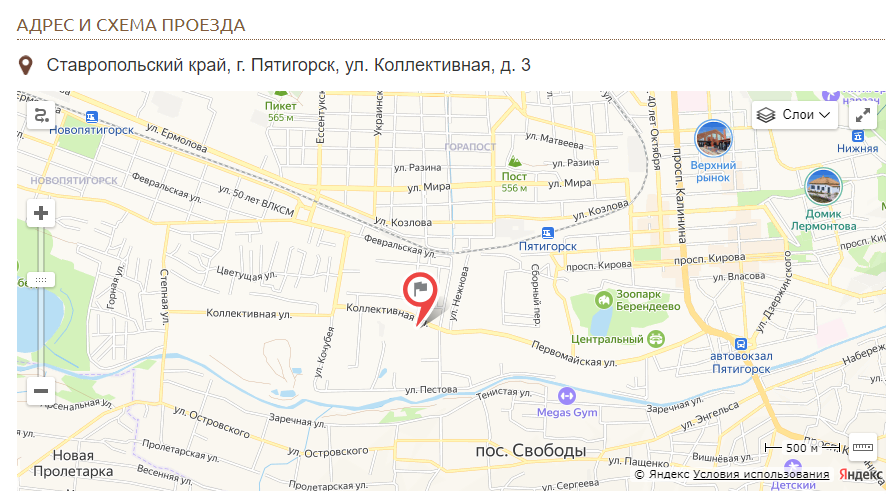 АДРЕС И СХЕМА ПРОЕЗДА
Ставропольский край, г. Пятигорск, ул. Коллективная, д. 3
Пикет
565 м
Новопятигорск
ул. Ермолова
Ессентукская
Украинская
40 лет Октября
Слои
Нижняя
ул. Матвеева
ГОРАПОСТ
ул. Разина
ул. Разина
Пост
556 м
ул. Мира
ул. Мира
Верхний
рынок
НОВОПЯТИГОРСК
Февральская ул.
ул. 50 лет ВЛКСМ
ул. Козлова
ул. Козлова
просп. Калинина
Домик
Лермонтова
Февральская ул.
Пятигорск
просп. Кирова
просп. Кирова
ул. Власова
ул. Дзержинского
Горная ул.
Степная ул.
Цветущая ул.
ул. Нежнова
Сборный пер.
Зоопарк
Берендеево
Коллективная ул.
Коллективная
ул. Кочубея
Первомайская ул.
Центральный
автовокзал
Пятигорск
Набереж
ул. Пестова
Тенистая ул.
Заречная ул.
Заречная ул.
Megas Gym
ул. Энгельса
Арсенальная ул.
ул. Островского
Пролетарская ул.
ул. Островского
Новая
Пролетарка
Весенняя ул.
Пролетарская ул.
пос. Свободы
ул. Пащенко
Вишнёвая ул.
ул. Сергеева
Детский
500 м
© Яндекс Условия использования
Яндекс